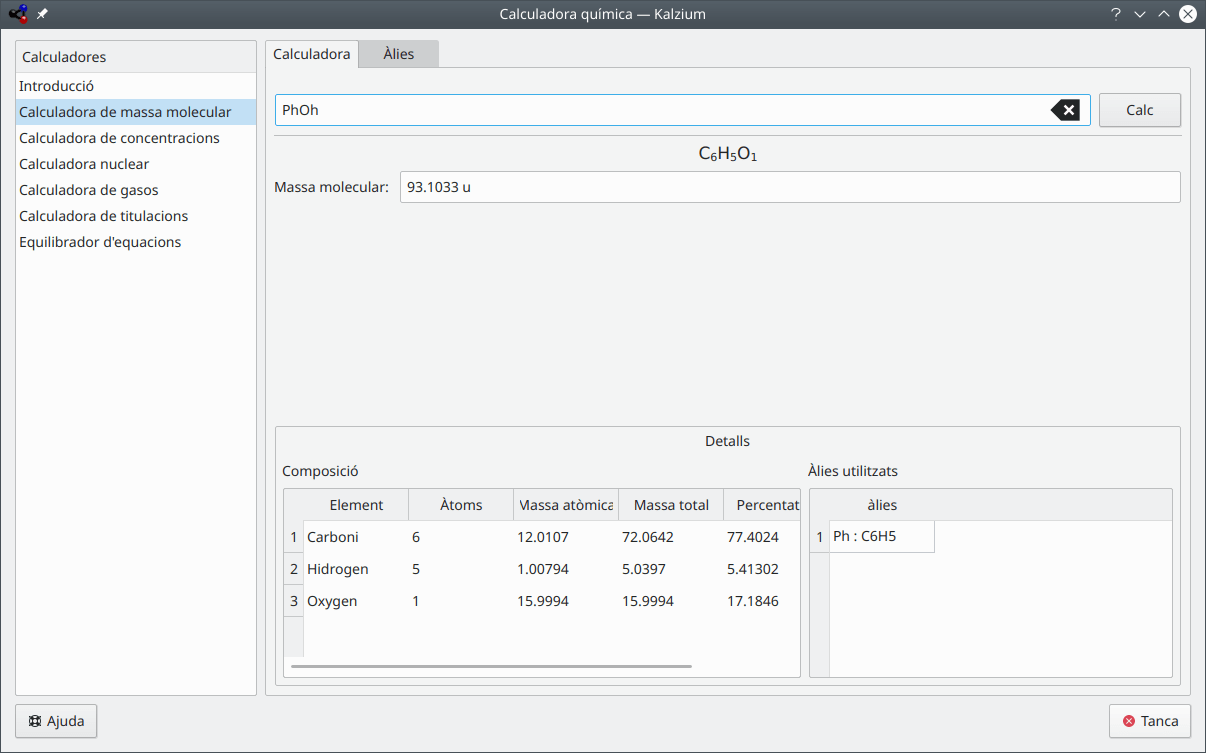 Calculadora química — Kalzium
Calculadores
Introducció
Calculadora de massa molecular
Calculadora de concentracions
Calculadora nuclear
Calculadora de gasos
Calculadora de titulacions
Equilibrador d'equacions
Calculadora Àlies
PhOh Calc
C₆H₅O₁
Massa molecular: 93.1033 u
Detalls
Composició
Element Àtoms Massa atòmica Massa total Percentat
1 Carboni 6 12.0107 72.0642 77.4024
2 Hidrogen 5 1.00794 5.0397 5.41302
3 Oxygen 1 15.9994 15.9994 17.1846
Àlies utilitzats
àlies
1 Ph : C6H5
Ajuda Tanca